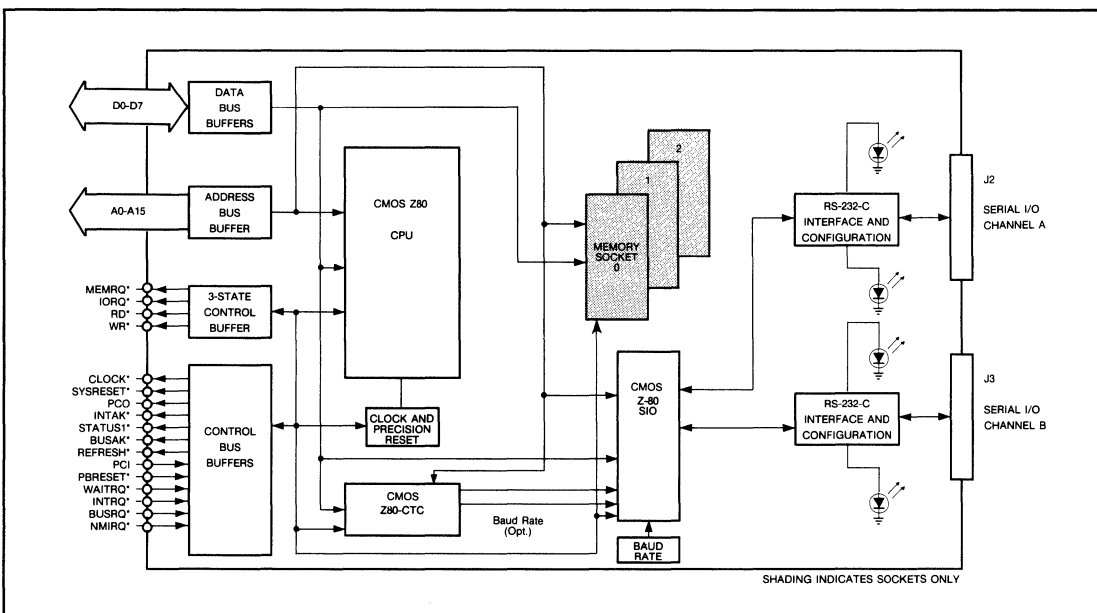 D0-D7
DATA
BUS
BUFFERS
A0-A15
ADDRESS
BUS
BUFFER
MEMRQ*
IORQ*
RD*
WR*
3-STATE
CONTROL
BUFFER
CLOCK*
SYSRESET*
PCO
INTAK*
STATUS1*
BUSAK*
REFRESH*
PCI
PBRESET*
WAITRQ*
INTRQ*
BUSRQ*
NMIRQ*
CONTROL
BUS
BUFFERS
CMOS Z80
CPU
CLOCK AND
PRECISION
RESET
CMOS
Z80-CTC
Baud Rate
(Opt.)
2
1
MEMORY
SOCKET
0
CMOS
Z-80
SIO
BAUD
RATE
RS-232-C
INTERFACE AND
CONFIGURATION
J2
SERIAL I/O
CHANNEL A
RS-232-C
INTERFACE AND
CONFIGURATION
J3
SERIAL I/O
CHANNEL B
SHADING INDICATES SOCKETS ONLY